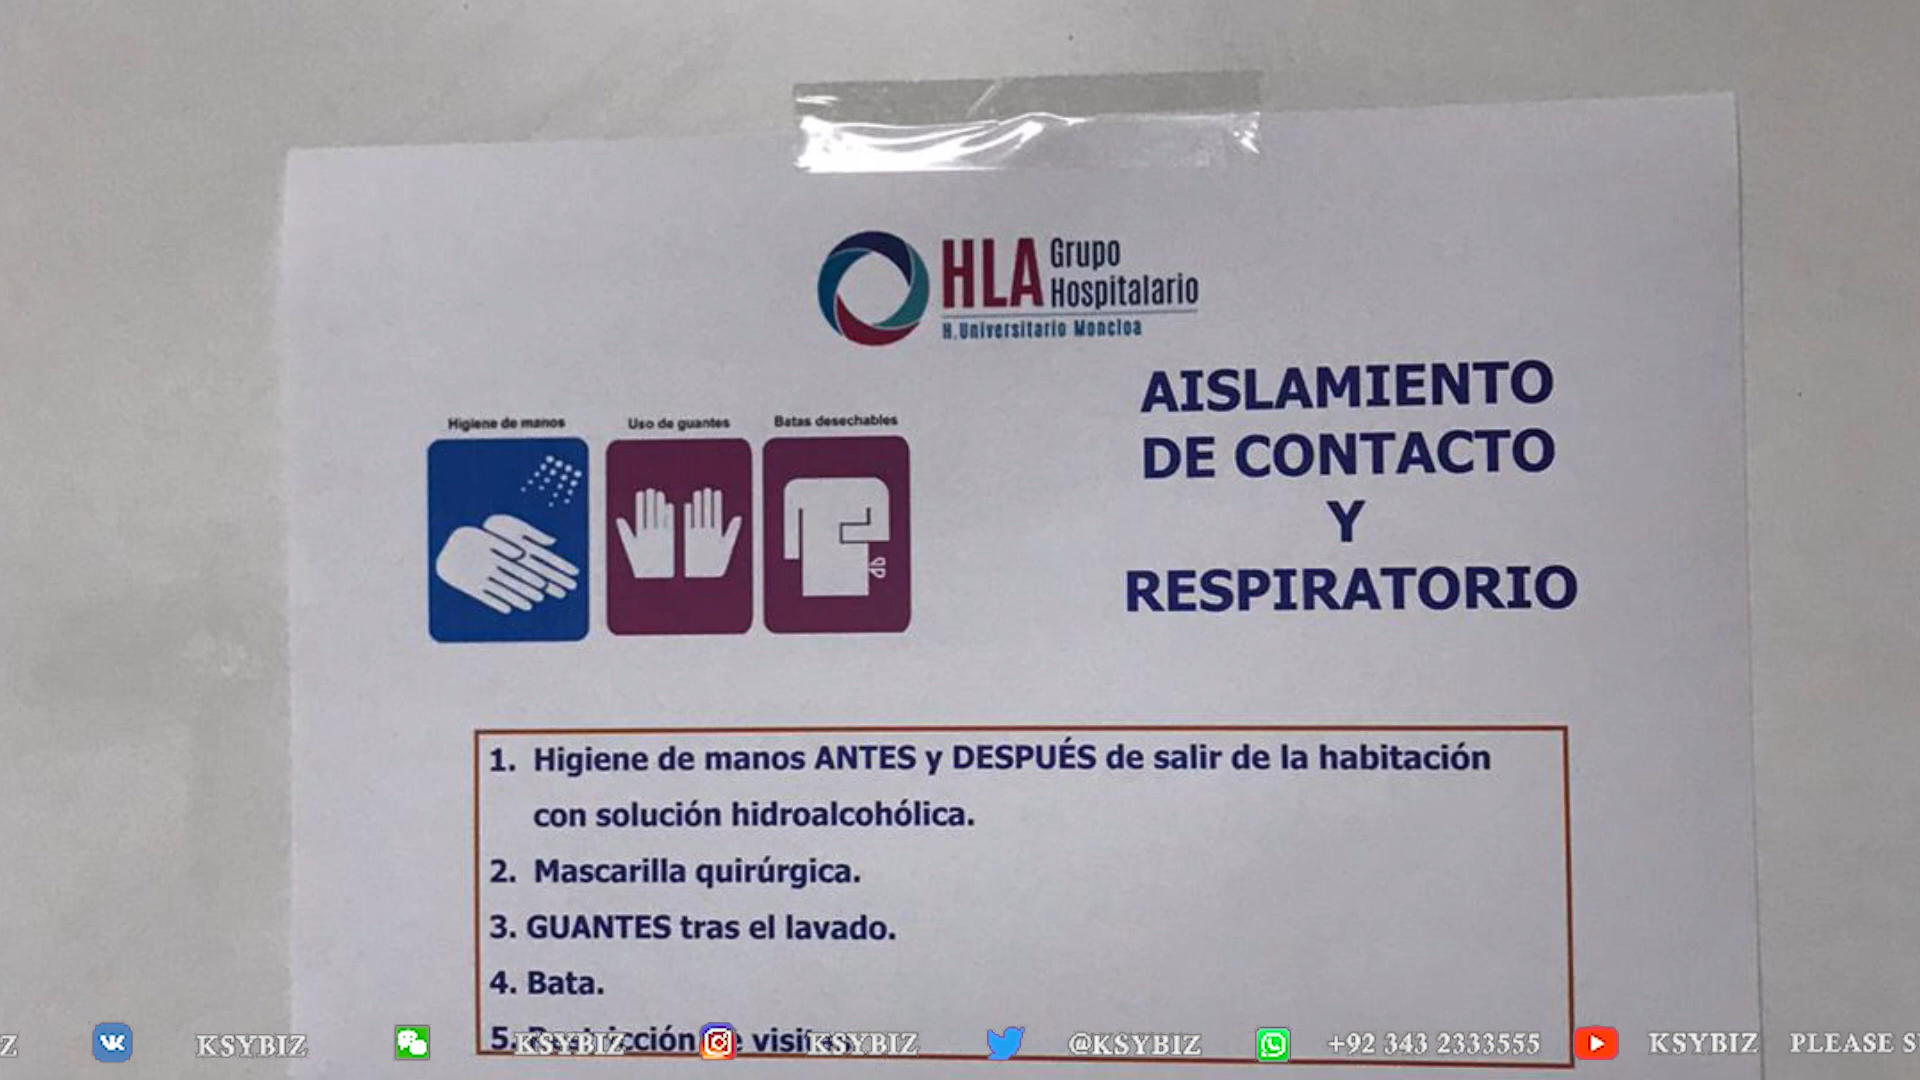 HLA Grupo
Hospitalario
H.Universitario Moncloa
AISLAMIENTO
DE CONTACTO
Y
RESPIRATORIO
Higiene de manos
Uso de guantes
Batas desechables
1. Higiene de manos ANTES y DESPUÉS de salir de la habitación
con solución hidroalcohólica.
2. Mascarilla quirúrgica.
3. GUANTES tras el lavado.
4. Bata.
5.
KSYBIZ KSYBIZ KSYBIZ @KSYBIZ +92 343 2333555 KSYBIZ PLEASE